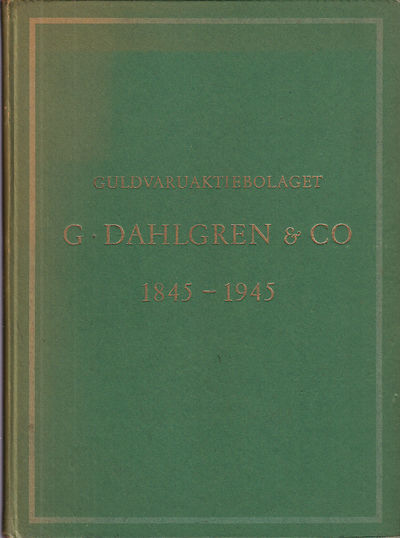 GULDVARUAKTIEBOLAGET
G · DAHLGREN & CO
1845 – 1945